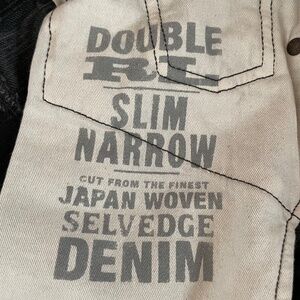 DOUBLE
RL
SLIM
NARROW
CUT FROM THE FINEST
JAPAN WOVEN
SELVEDGE
DENIM